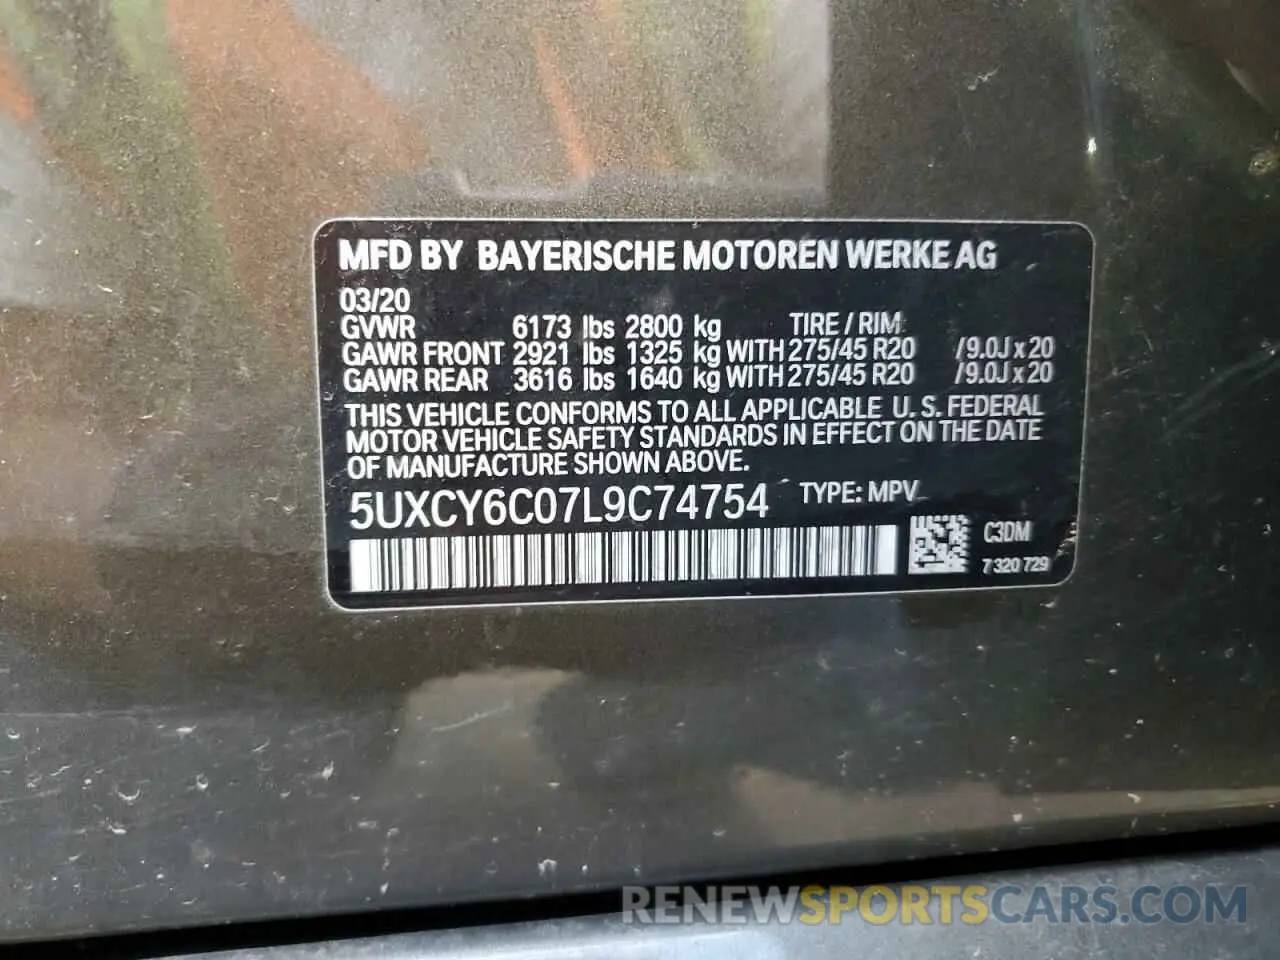 MFD BY BAYERISCHE MOTOREN WERKE AG
03/20
GVWR 6173 lbs 2800 kg TIRE / RIM:
GAWR FRONT 2921 lbs 1325 kg WITH 275/45 R20 /9.0J x 20
GAWR REAR 3616 lbs 1640 kg WITH 275/45 R20 /9.0J x 20
THIS VEHICLE CONFORMS TO ALL APPLICABLE U. S. FEDERAL
MOTOR VEHICLE SAFETY STANDARDS IN EFFECT ON THE DATE
OF MANUFACTURE SHOWN ABOVE.
5UXCY6C07L9C74754 TYPE: MPV
C3DM
7 320 729
RENEWSPORTSCARS.COM